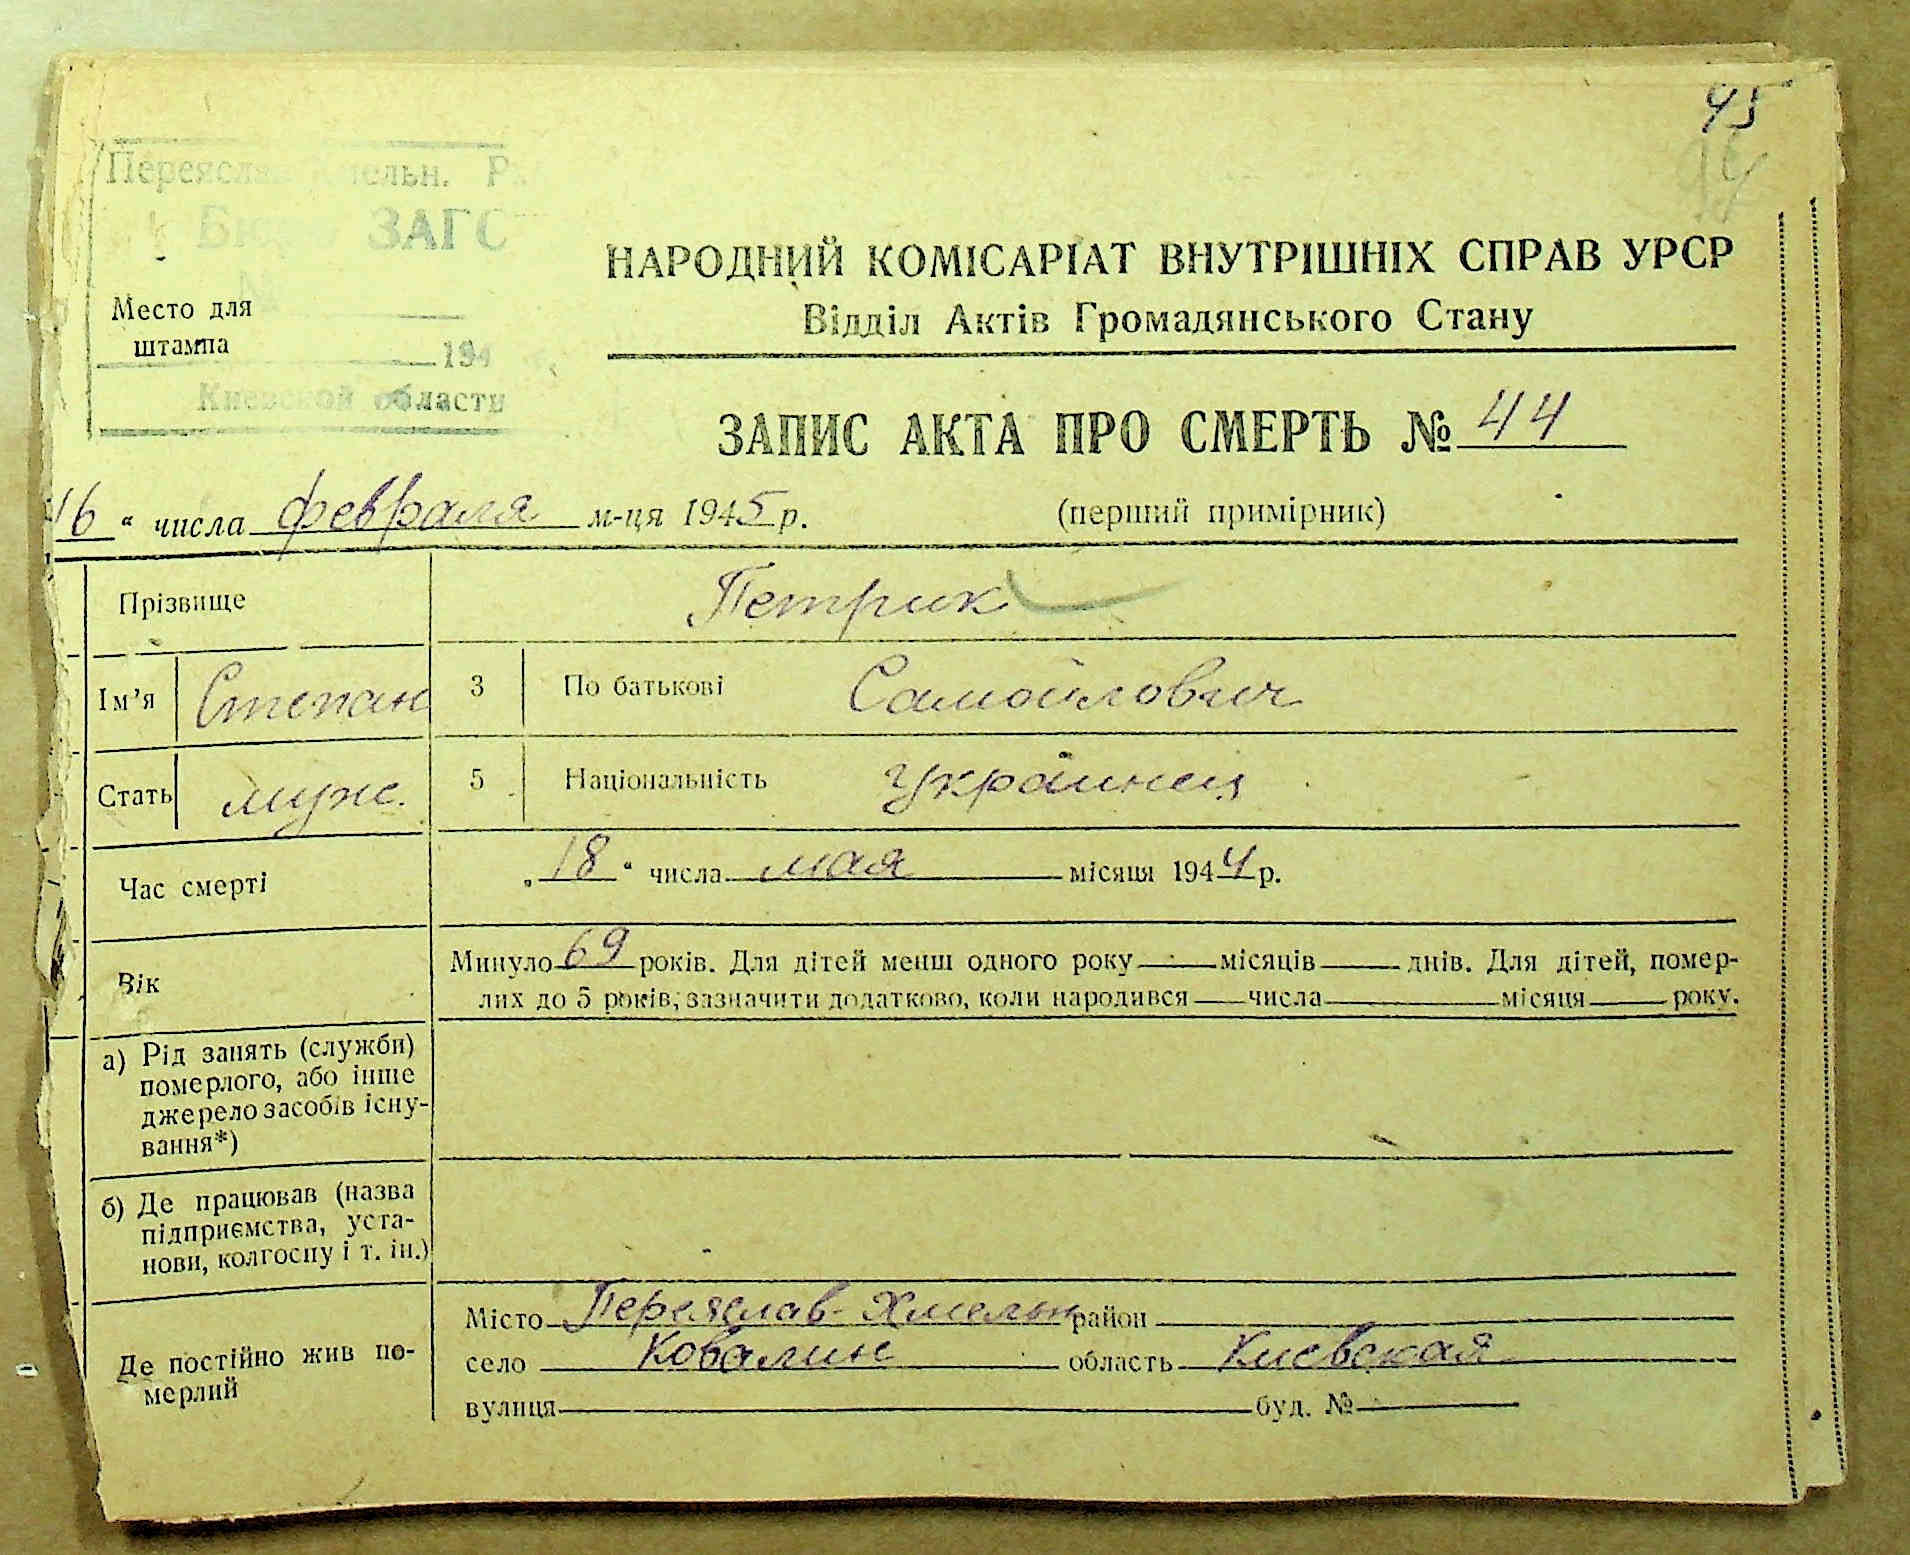 45
Бюро ЗАГС
Место для
штампа
194
Киевской области
НАРОДНИЙ КОМІСАРІАТ ВНУТРІШНІХ СПРАВ УРСР
Відділ Актів Громадянського Стану
ЗАПИС АКТА ПРО СМЕРТЬ № 44
16 “ числа февраля м-ця 1945 р.
(перший примірник)
Прізвище Петрик
Ім’я Степан 3 По батькові Самойлович
Стать муж. 5 Національність украинец
Час смерті „ 18 “ числа мая місяця 1944 р.
Вік
Минуло 69 років. Для дітей менш одного року місяців днів. Для дітей, помер-
лих до 5 років, зазначити додатково, коли народився числа місяця року.
а) Рід занять (служби)
померлого, або інше
джерело засобів існу-
вання*)
б) Де працював (назва
підприємства, уста-
нови, колгоспу і т. ін.)
Де постійно жив по-
мерлий
Місто Переяслав-Хмельн район
село Ковалин область Киевская
вулиця буд. №